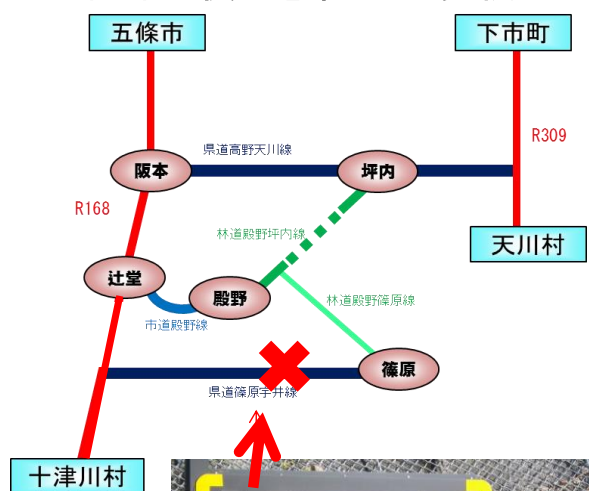 五條市
下市町
県道高野天川線
R309
阪本
坪内
R168
林道殿野坪内線
天川村
辻堂
殿野
林道殿野篠原線
市道殿野線
篠原
県道篠原宇井線
十津川村